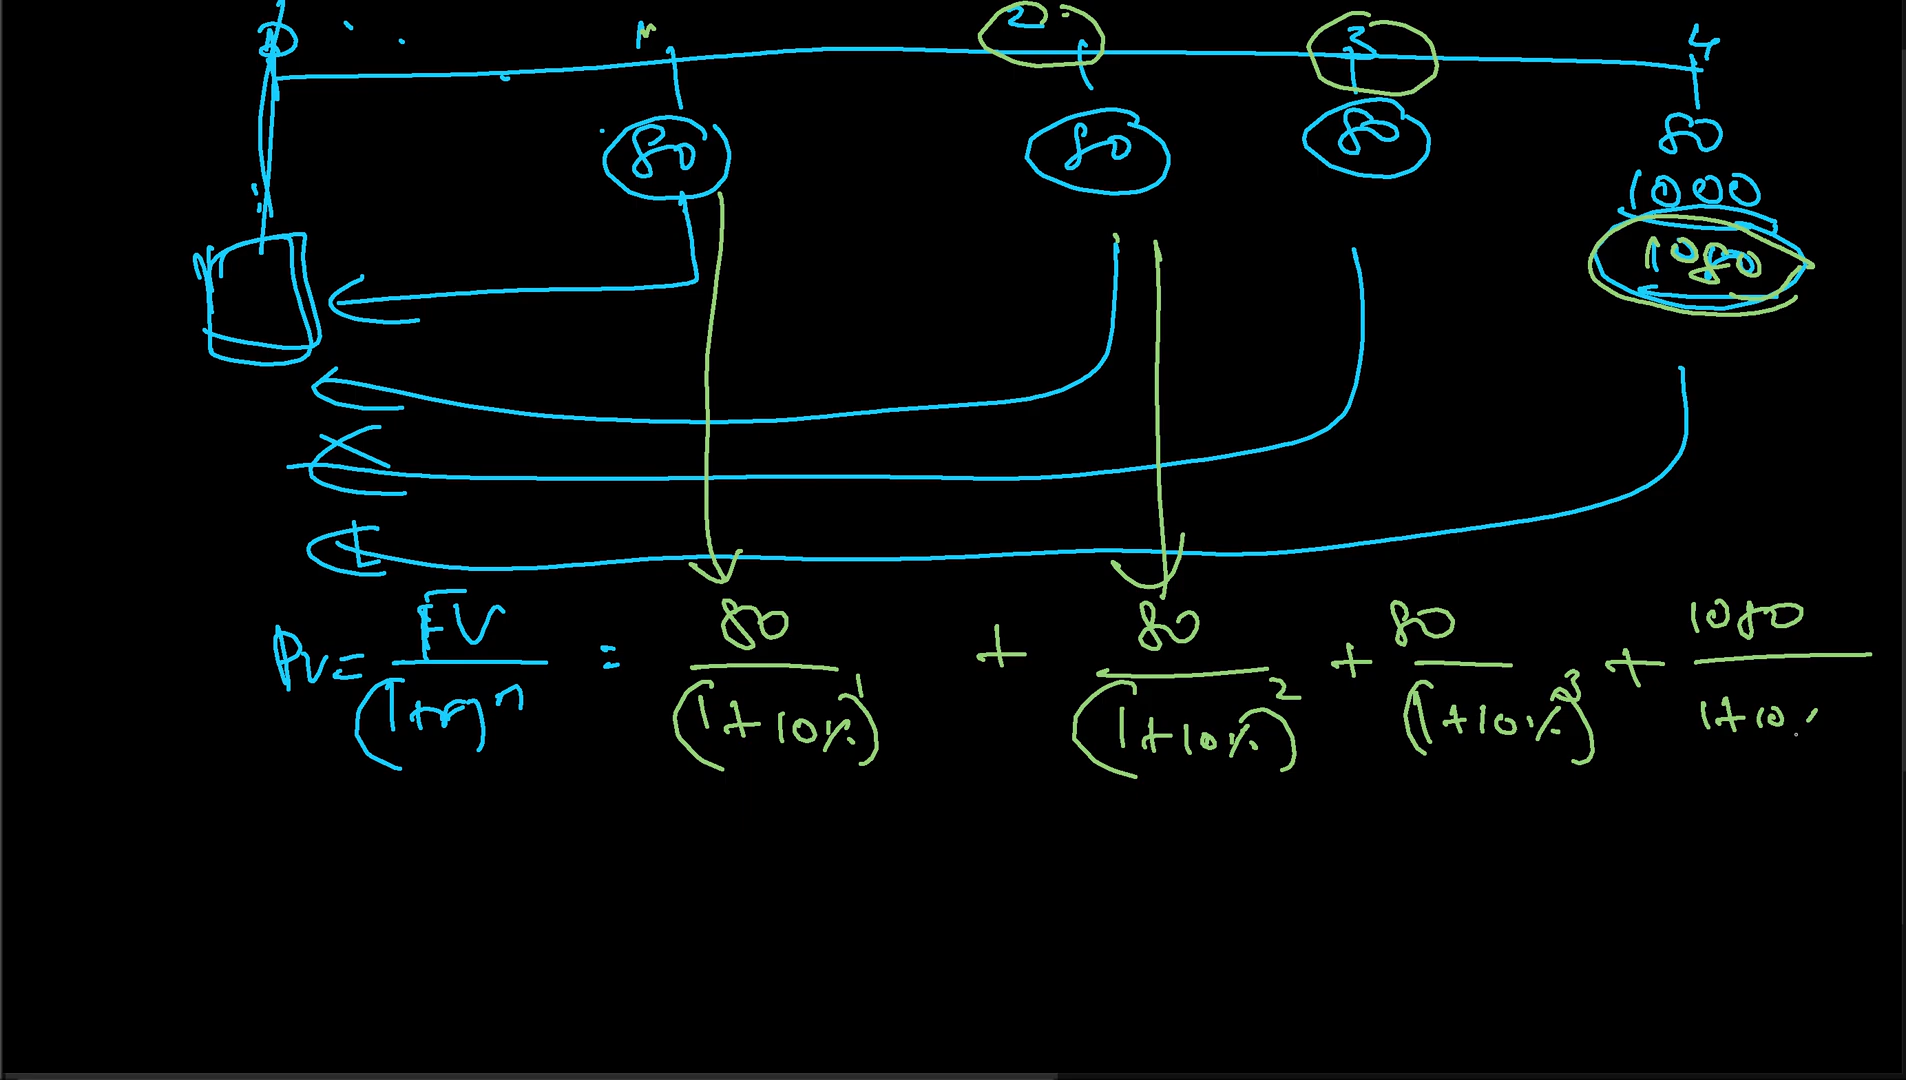 0 2 3 4
80 80 80 80
1000
1080
PV = FV / (1+r)^n = 80 / (1+10%)^1 + 80 / (1+10%)^2 + 80 / (1+10%)^3 + 1080 / 1+10%